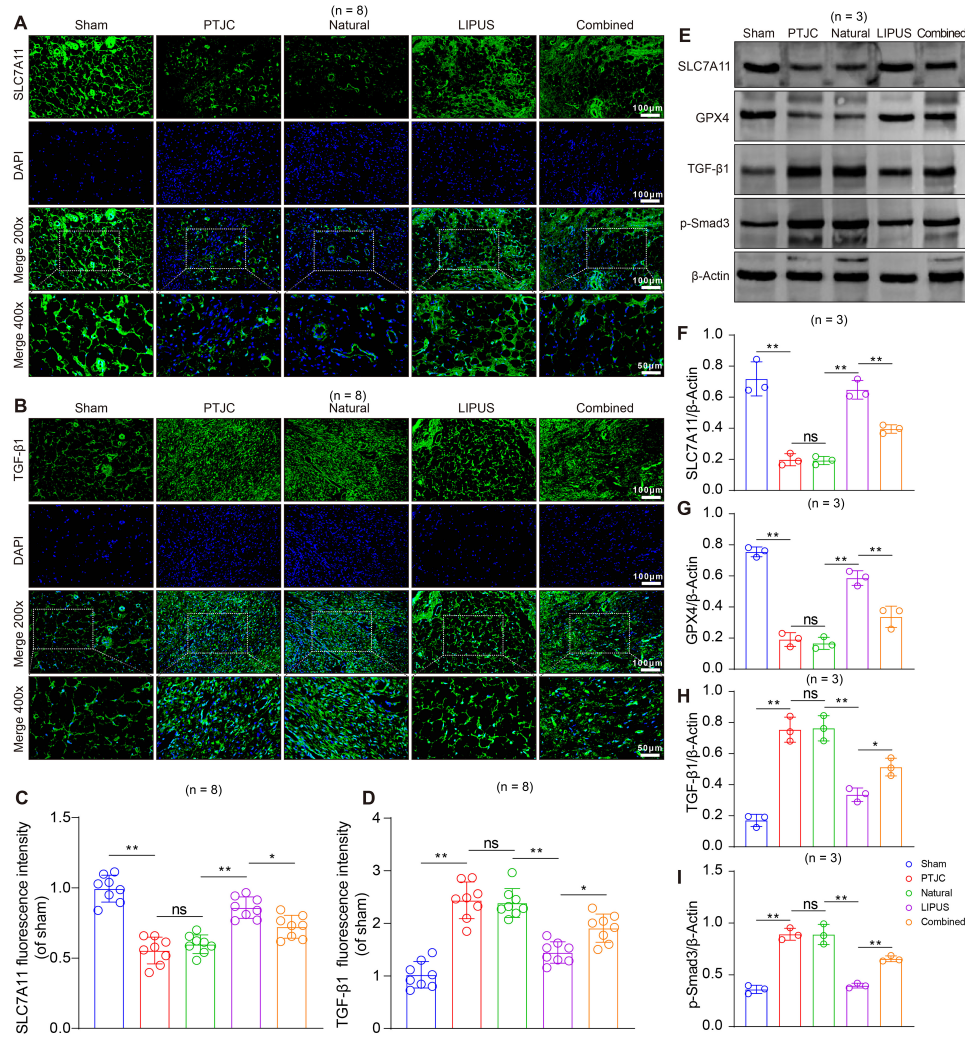 A
(n = 8)
Sham PTJC Natural LIPUS Combined
SLC7A11
100μm
DAPI
100μm
Merge 200x
100μm
Merge 400x
50μm
B
(n = 8)
Sham PTJC Natural LIPUS Combined
TGF-β1
100μm
DAPI
100μm
Merge 200x
100μm
Merge 400x
50μm
C
(n = 8)
SLC7A11 fluorescence intensity
(of sham)
1.5
1.0
0.5
0.0
**
ns
**
*
D
(n = 8)
TGF-β1 fluorescence intensity
(of sham)
4
3
2
1
0
**
ns
**
*
E
(n = 3)
Sham PTJC Natural LIPUS Combined
SLC7A11
GPX4
TGF-β1
p-Smad3
β-Actin
F
(n = 3)
SLC7A11/β-Actin
1.0
0.8
0.6
0.4
0.2
0.0
**
ns
**
**
G
(n = 3)
GPX4/β-Actin
1.0
0.8
0.6
0.4
0.2
0.0
**
ns
**
**
H
(n = 3)
TGF-β1/β-Actin
1.0
0.8
0.6
0.4
0.2
0.0
**
ns
**
*
I
(n = 3)
p-Smad3/β-Actin
1.5
1.0
0.5
0.0
**
ns
**
**
Sham
PTJC
Natural
LIPUS
Combined